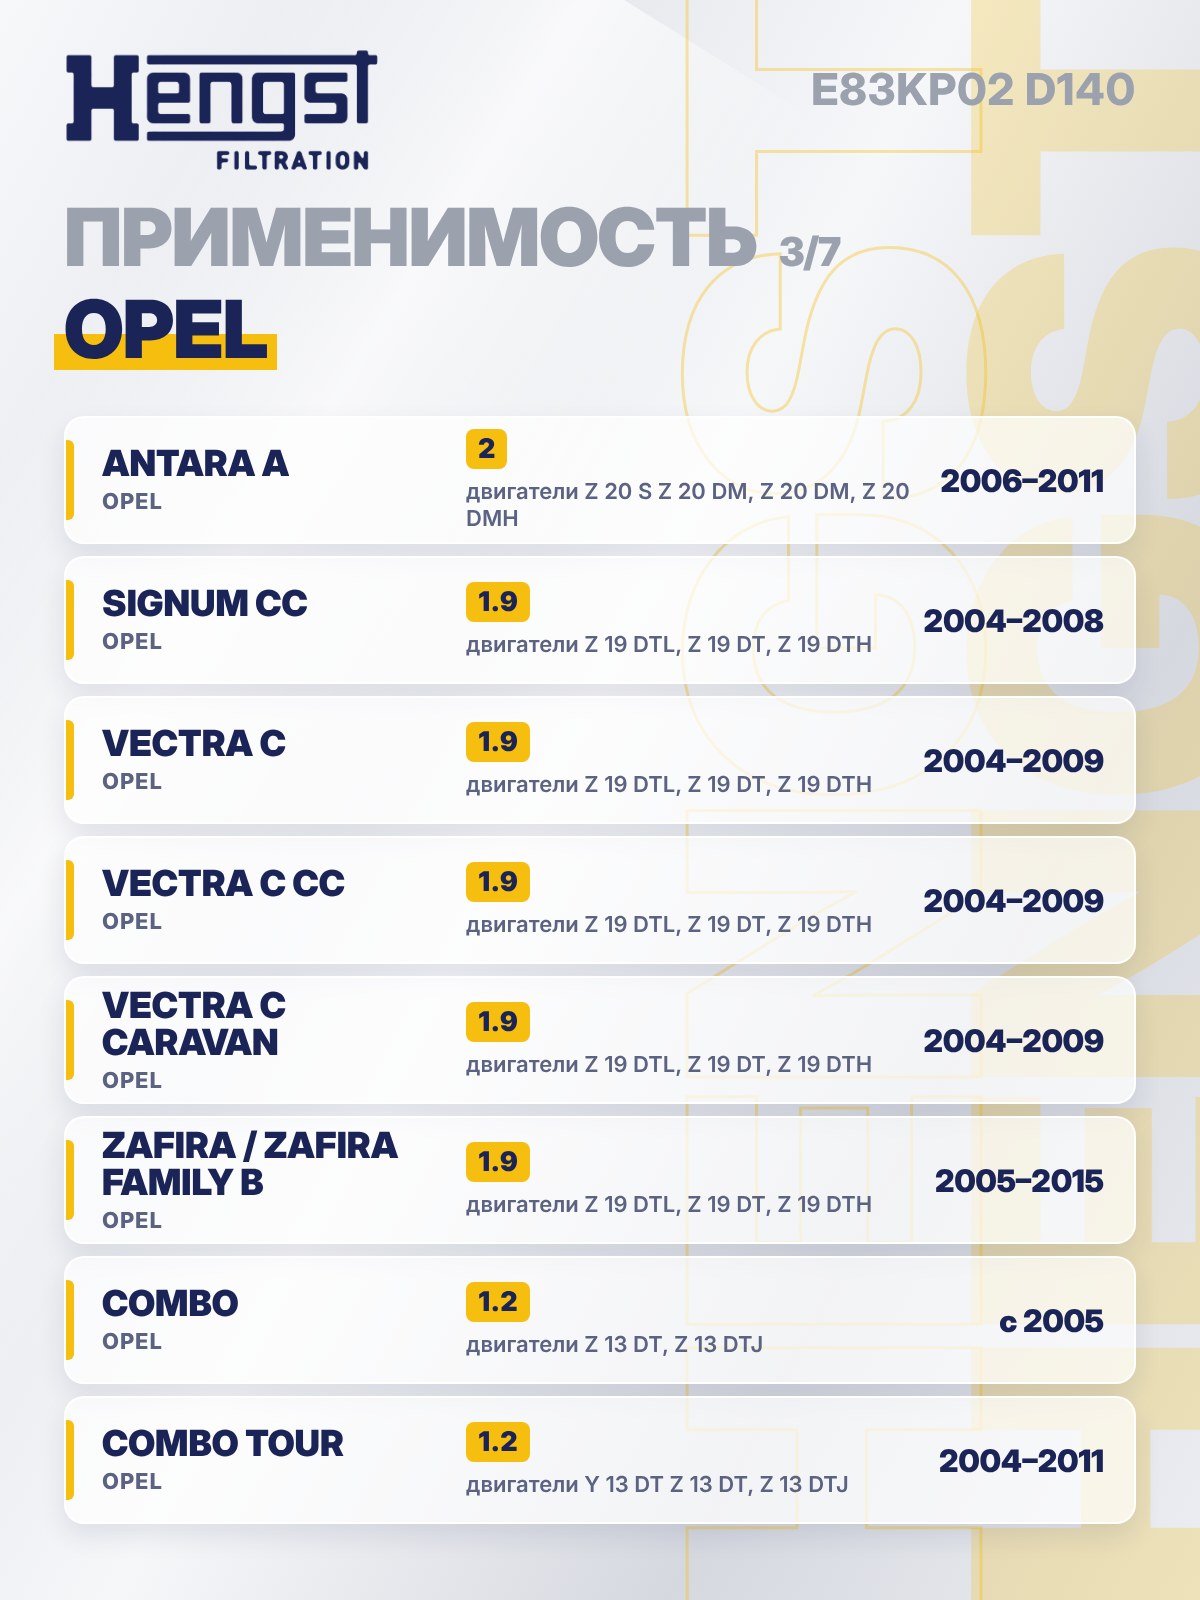 Hengst
FILTRATION
E83KP02 D140
ПРИМЕНИМОСТЬ 3/7
OPEL
ANTARA A
OPEL
2
двигатели Z 20 S Z 20 DM, Z 20 DM, Z 20
DMH
2006–2011
SIGNUM CC
OPEL
1.9
двигатели Z 19 DTL, Z 19 DT, Z 19 DTH
2004–2008
VECTRA C
OPEL
1.9
двигатели Z 19 DTL, Z 19 DT, Z 19 DTH
2004–2009
VECTRA C CC
OPEL
1.9
двигатели Z 19 DTL, Z 19 DT, Z 19 DTH
2004–2009
VECTRA C
CARAVAN
OPEL
1.9
двигатели Z 19 DTL, Z 19 DT, Z 19 DTH
2004–2009
ZAFIRA / ZAFIRA
FAMILY B
OPEL
1.9
двигатели Z 19 DTL, Z 19 DT, Z 19 DTH
2005–2015
COMBO
OPEL
1.2
двигатели Z 13 DT, Z 13 DTJ
с 2005
COMBO TOUR
OPEL
1.2
двигатели Y 13 DT Z 13 DT, Z 13 DTJ
2004–2011
HENGST
HENGST